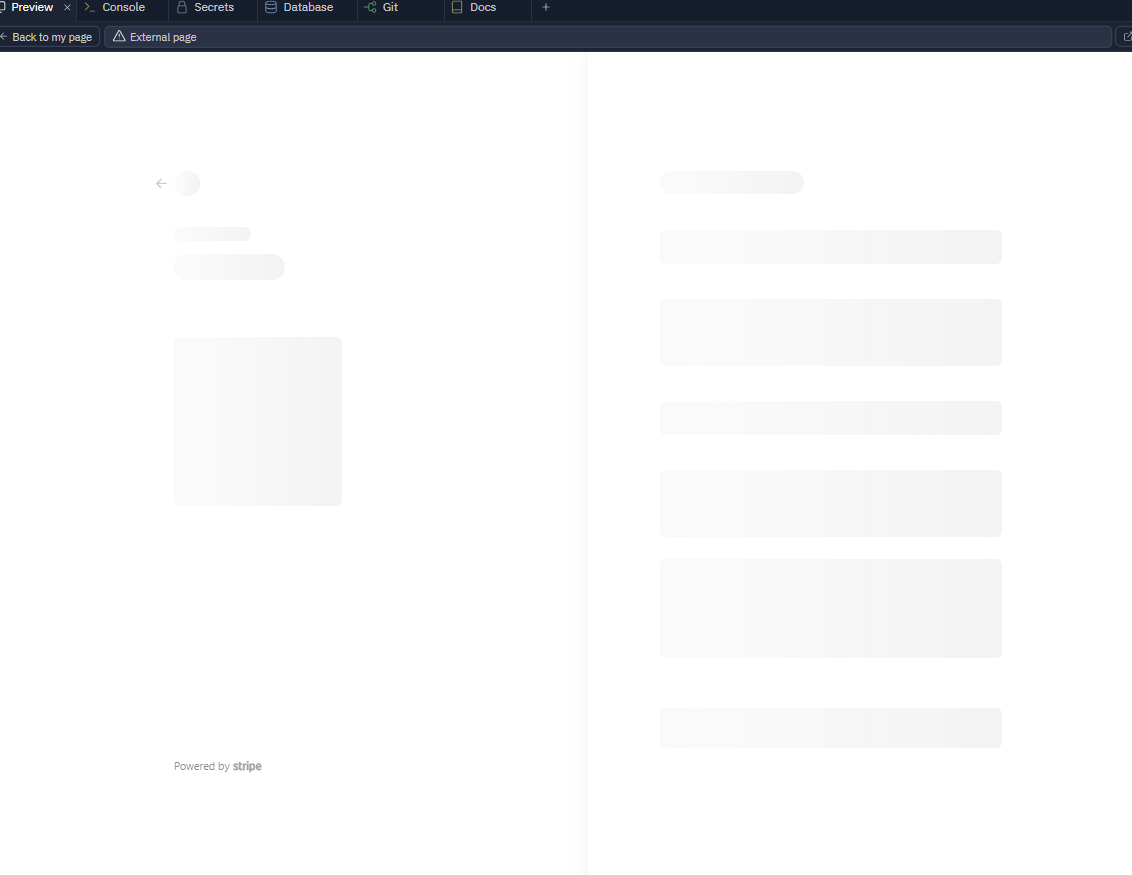 Preview
Console
Secrets
Database
Git
Docs
Back to my page
External page
Powered by stripe